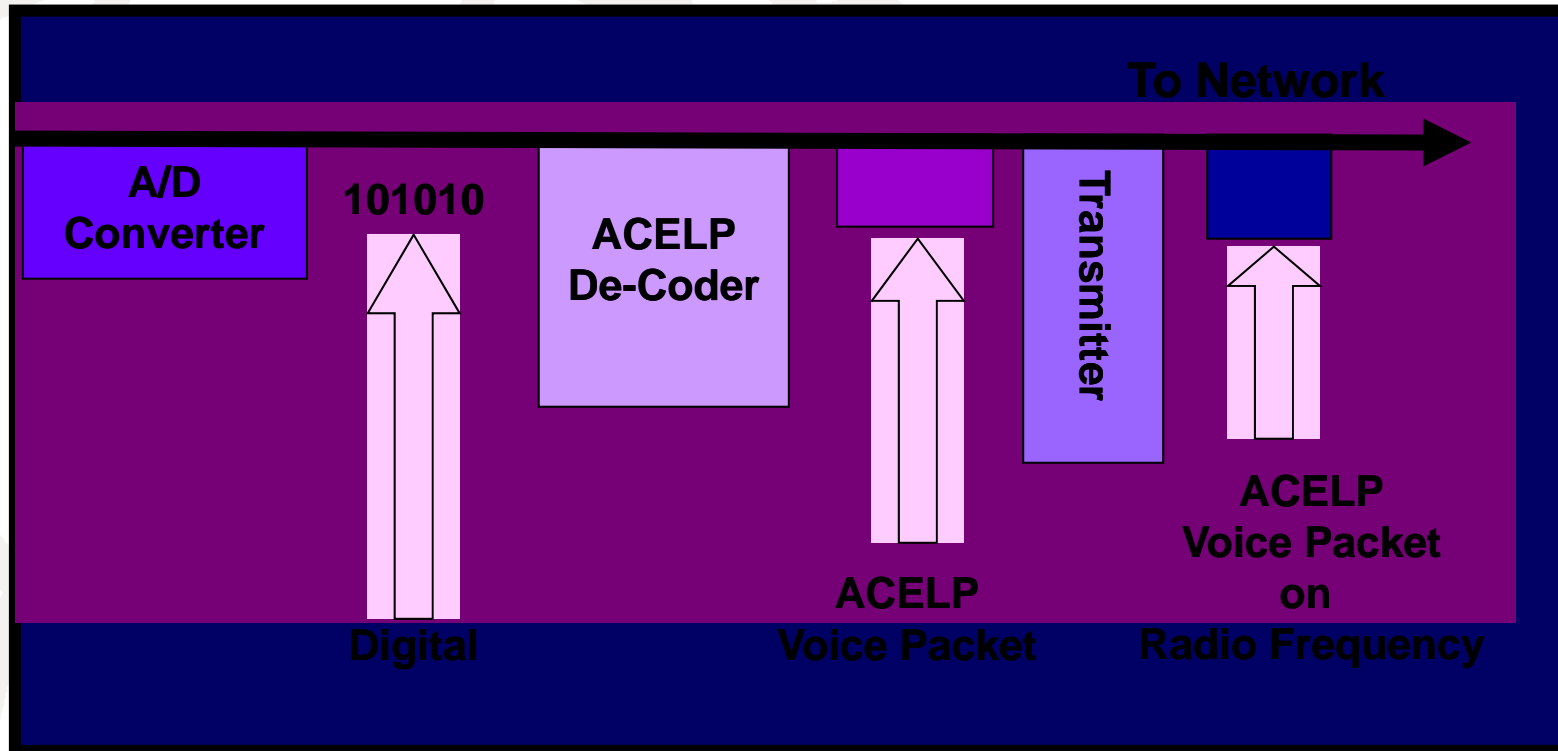 To Network
A/D
Converter
101010
ACELP
De-Coder
Transmitter
Digital
ACELP
Voice Packet
ACELP
Voice Packet
on
Radio Frequency